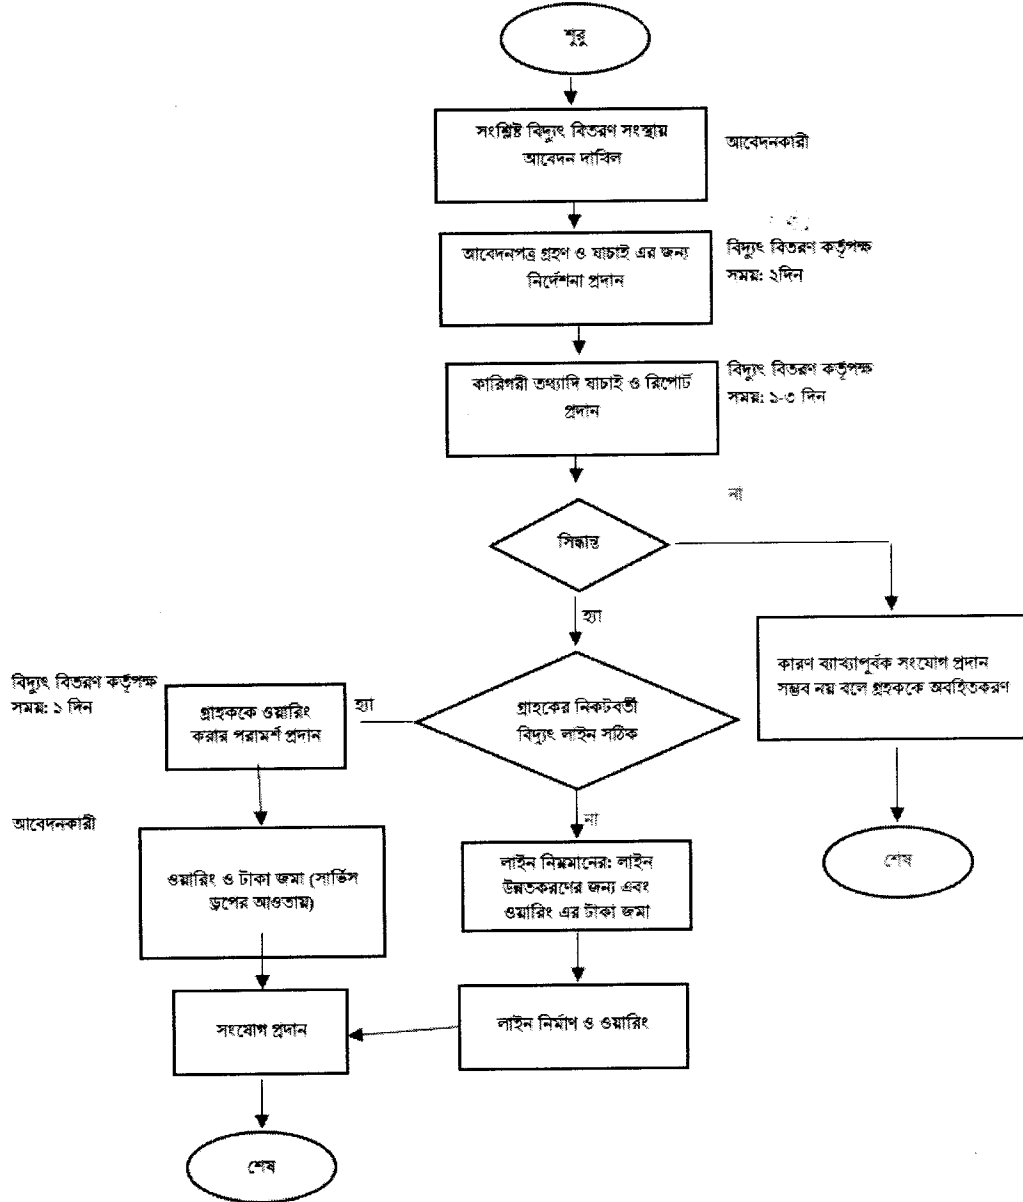 শুরু
সংশ্লিষ্ট বিদ্যুৎ বিতরণ সংস্থায়
আবেদন দাখিল
আবেদনকারী
আবেদনপত্র গ্রহণ ও যাচাই এর জন্য
নির্দেশনা প্রদান
বিদ্যুৎ বিতরণ কর্তৃপক্ষ
সময়: ২দিন
কারিগরী তথ্যাদি যাচাই ও রিপোর্ট
প্রদান
বিদ্যুৎ বিতরণ কর্তৃপক্ষ
সময়: ১-৩ দিন
না
সিদ্ধান্ত
হ্যা
কারণ ব্যাখ্যাপূর্বক সংযোগ প্রদান
সম্ভব নয় বলে গ্রহককে অবহিতকরণ
বিদ্যুৎ বিতরণ কর্তৃপক্ষ
সময়: ১ দিন
গ্রাহককে ওয়ারিং
করার পরামর্শ প্রদান
হ্যা
গ্রাহকের নিকটবর্তী
বিদ্যুৎ লাইন সঠিক
না
আবেদনকারী
ওয়ারিং ও টাকা জমা (সার্ভিস
ড্রপের আওতায়)
লাইন নিম্নমানের: লাইন
উন্নতকরণের জন্য এবং
ওয়ারিং এর টাকা জমা
শেষ
সংযোগ প্রদান
লাইন নির্মাণ ও ওয়ারিং
শেষ